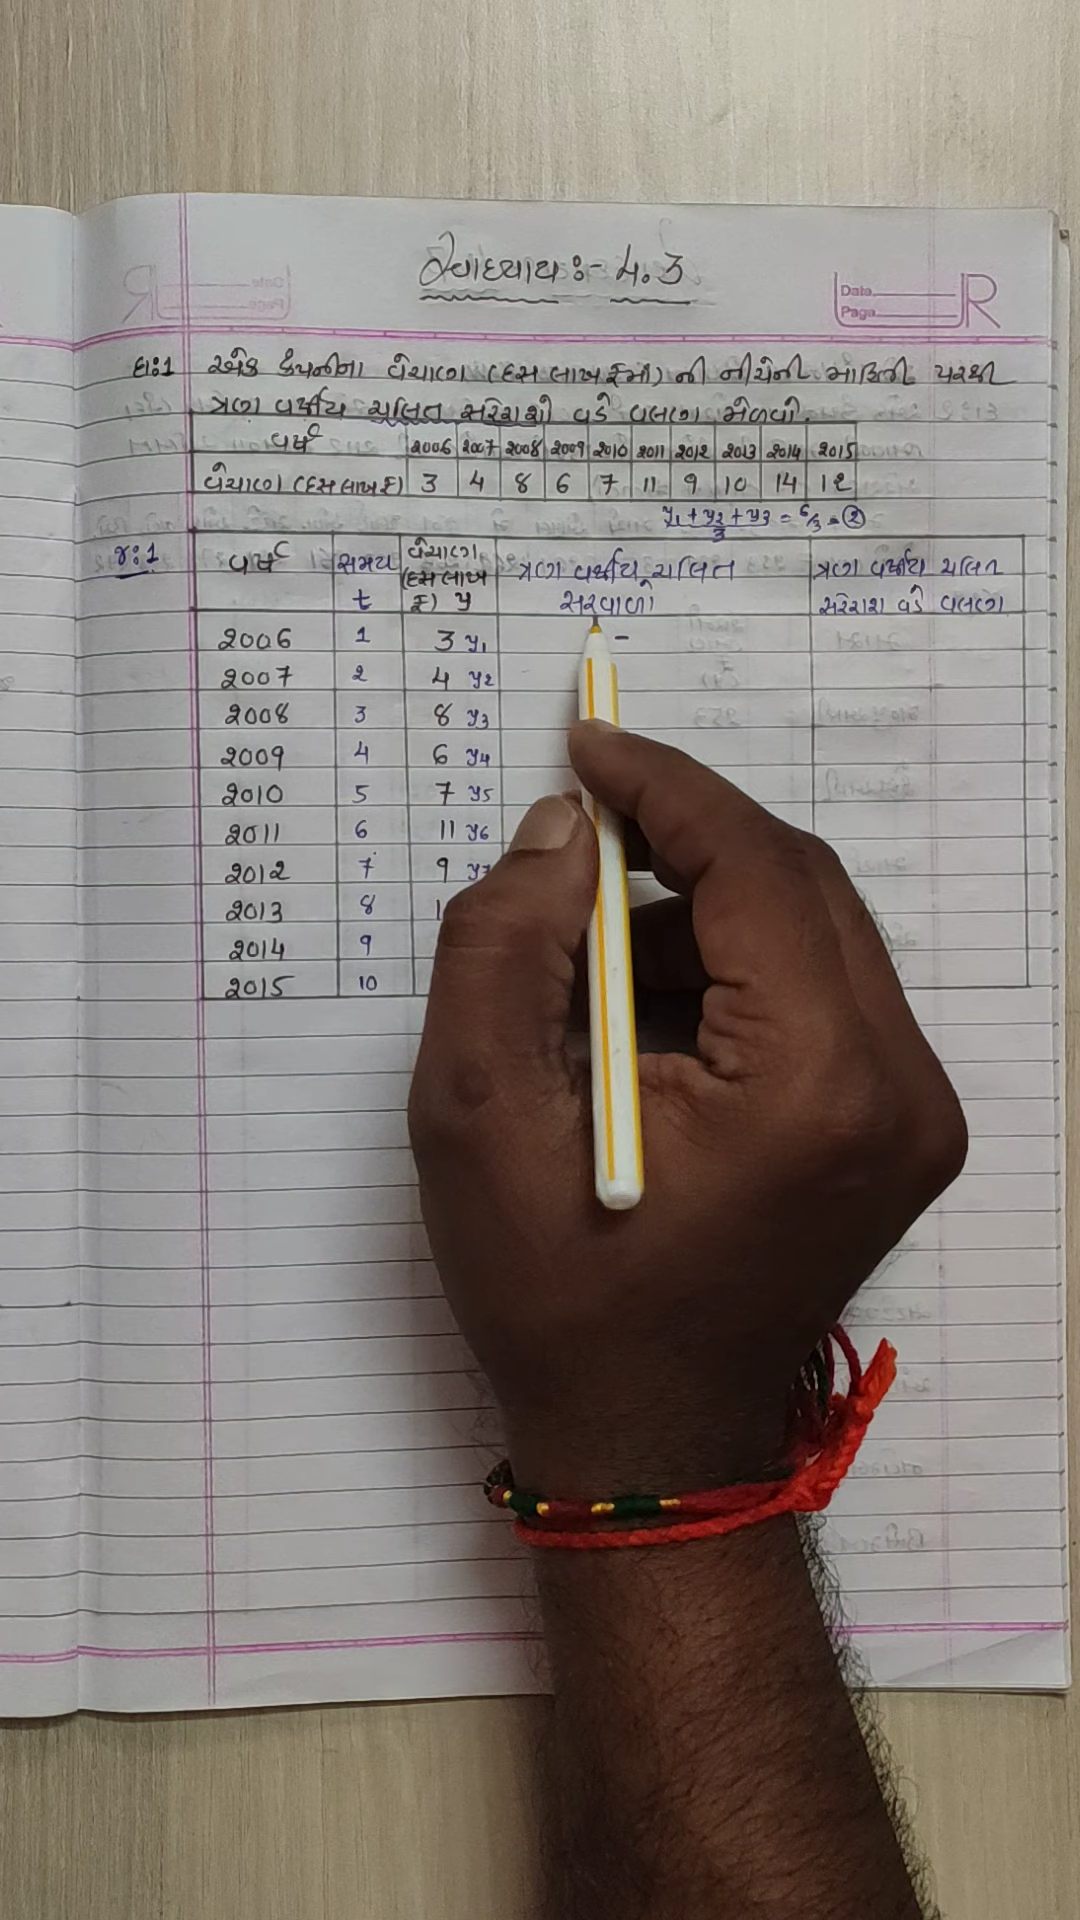 સ્વાધ્યાય :- 4.3
Date
Page
દા:1 એક કંપનીના વેચાણ (દસ લાખ ₹માં) ની નીચેની માહિતી પરથી
ત્રણ વર્ષીય ચલિત સરેરાશો વડે વલણ મેળવો.
વર્ષ 2006 2007 2008 2009 2010 2011 2012 2013 2014 2015
વેચાણ (દસ લાખ ₹) 3 4 8 6 7 11 9 10 14 12
y1 + y2 + y3 / 3 = 6/3 = 2
જ:1 વર્ષ સમય t વેચાણ (દસ લાખ ₹) y ત્રણ વર્ષીય ચલિત સરવાળો ત્રણ વર્ષીય ચલિત સરેરાશ વડે વલણ
2006 1 3 y1 -
2007 2 4 y2
2008 3 8 y3
2009 4 6 y4
2010 5 7 y5
2011 6 11 y6
2012 7 9 y7
2013 8
2014 9
2015 10